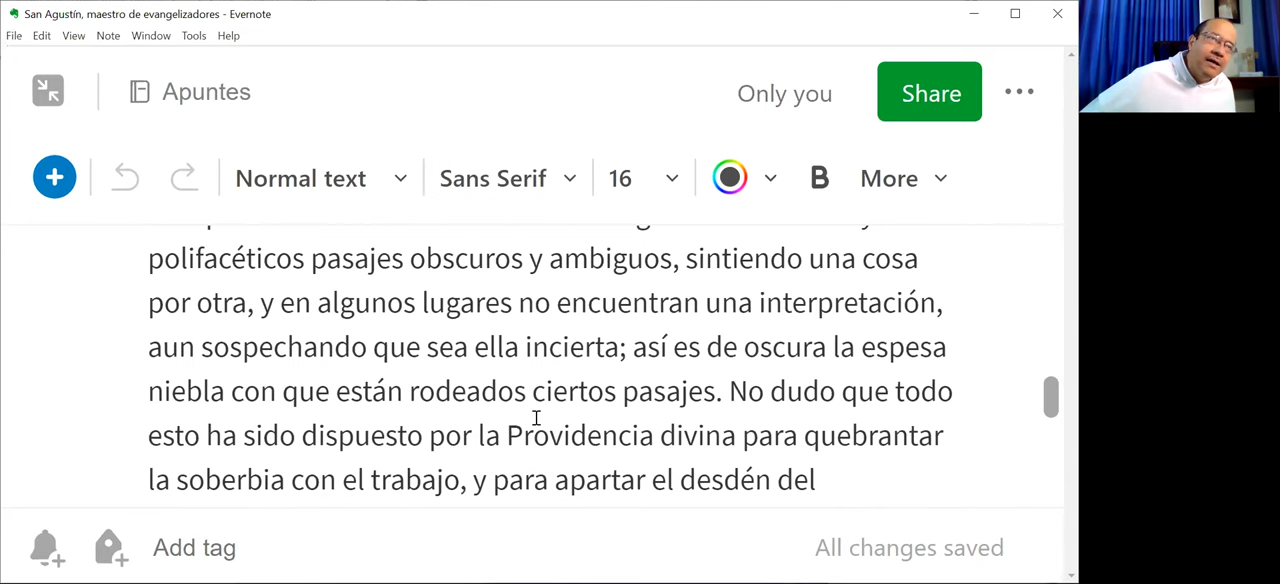 San Agustín, maestro de evangelizadores - Evernote
File Edit View Note Window Tools Help
Apuntes
Only you
Share
Normal text
Sans Serif
16
B
More
polifacéticos pasajes obscuros y ambiguos, sintiendo una cosa
por otra, y en algunos lugares no encuentran una interpretación,
aun sospechando que sea ella incierta; así es de oscura la espesa
niebla con que están rodeados ciertos pasajes. No dudo que todo
esto ha sido dispuesto por la Providencia divina para quebrantar
la soberbia con el trabajo, y para apartar el desdén del
Add tag
All changes saved